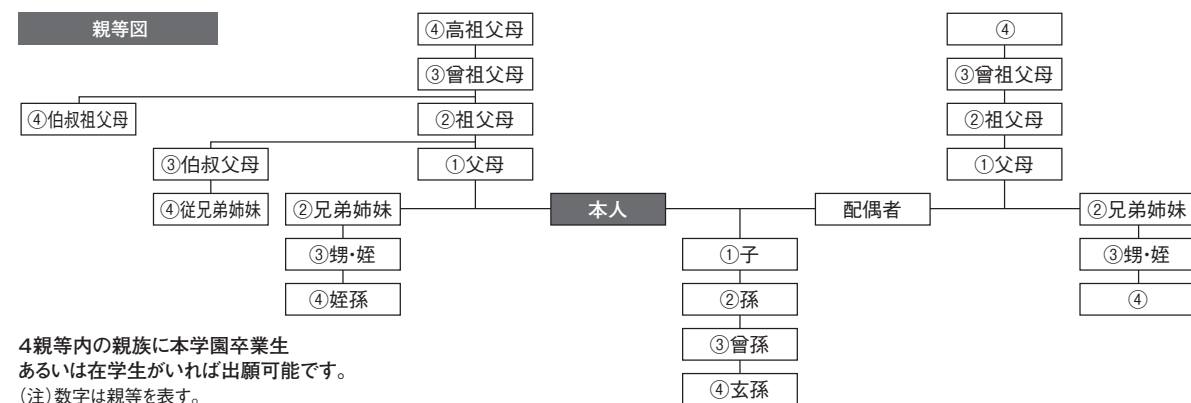 親等図
④高祖父母
④
③曾祖父母
③曾祖父母
④伯叔祖父母
②祖父母
②祖父母
③伯叔父母
①父母
①父母
④従兄弟姉妹
②兄弟姉妹
本人
配偶者
②兄弟姉妹
③甥・姪
①子
③甥・姪
④姪孫
②孫
④
③曾孫
④玄孫
4親等内の親族に本学園卒業生
あるいは在学生がいれば出願可能です。
(注)数字は親等を表す。